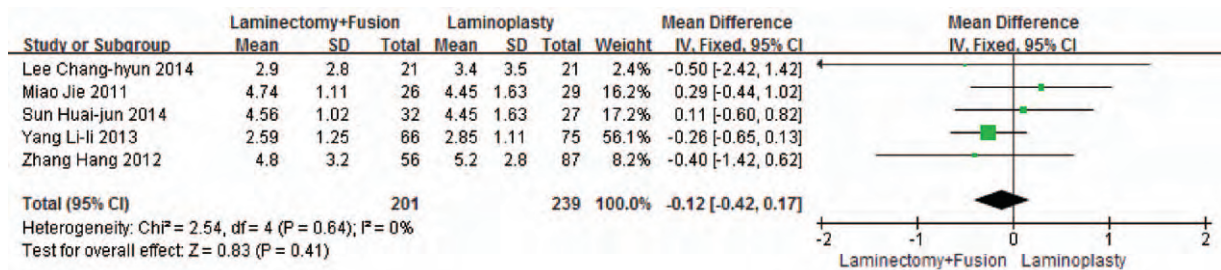 Laminectomy+Fusion Laminoplasty Mean Difference Mean Difference
Study or Subgroup Mean SD Total Mean SD Total Weight IV, Fixed, 95% CI IV, Fixed, 95% CI
Lee Chang-hyun 2014 2.9 2.8 21 3.4 3.5 21 2.4% -0.50 [-2.42, 1.42]
Miao Jie 2011 4.74 1.11 26 4.45 1.63 29 16.2% 0.29 [-0.44, 1.02]
Sun Huai-jun 2014 4.56 1.02 32 4.45 1.63 27 17.2% 0.11 [-0.60, 0.82]
Yang Li-li 2013 2.59 1.25 66 2.85 1.11 75 56.1% -0.26 [-0.65, 0.13]
Zhang Hang 2012 4.8 3.2 56 5.2 2.8 87 8.2% -0.40 [-1.42, 0.62]
Total (95% CI) 201 239 100.0% -0.12 [-0.42, 0.17]
Heterogeneity: Chi² = 2.54, df = 4 (P = 0.64); I² = 0%
Test for overall effect: Z = 0.83 (P = 0.41)
-2 -1 0 1 2
Laminectomy+Fusion Laminoplasty